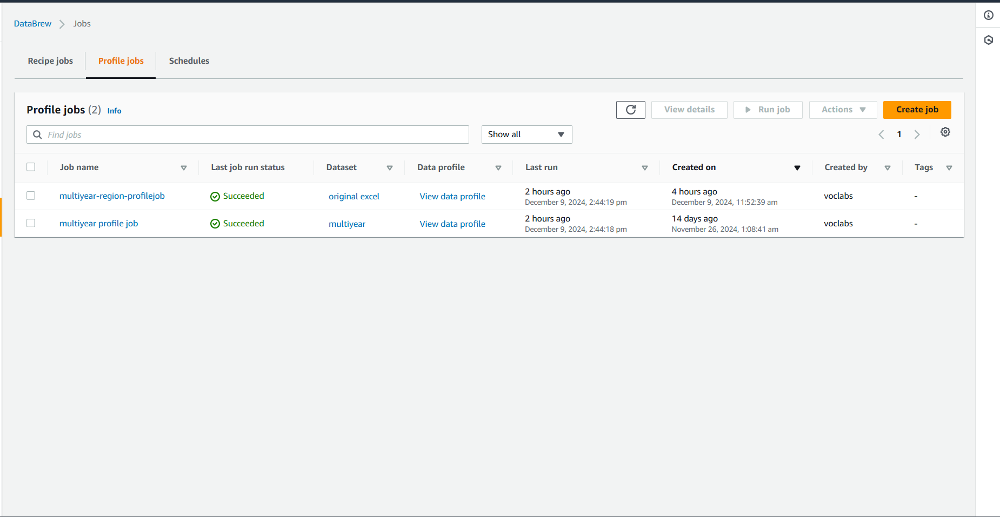 DataBrew > Jobs
Recipe jobs Profile jobs Schedules
Profile jobs (2) Info View details Run job Actions Create job
Find jobs Show all 1
Job name Last job run status Dataset Data profile Last run Created on Created by Tags
multiyear-region-profilejob Succeeded original excel View data profile 2 hours ago 4 hours ago voclabs -
December 9, 2024, 2:44:19 pm December 9, 2024, 11:52:39 am
multiyear profile job Succeeded multiyear View data profile 2 hours ago 14 days ago voclabs -
December 9, 2024, 2:44:18 pm November 26, 2024, 1:08:41 am